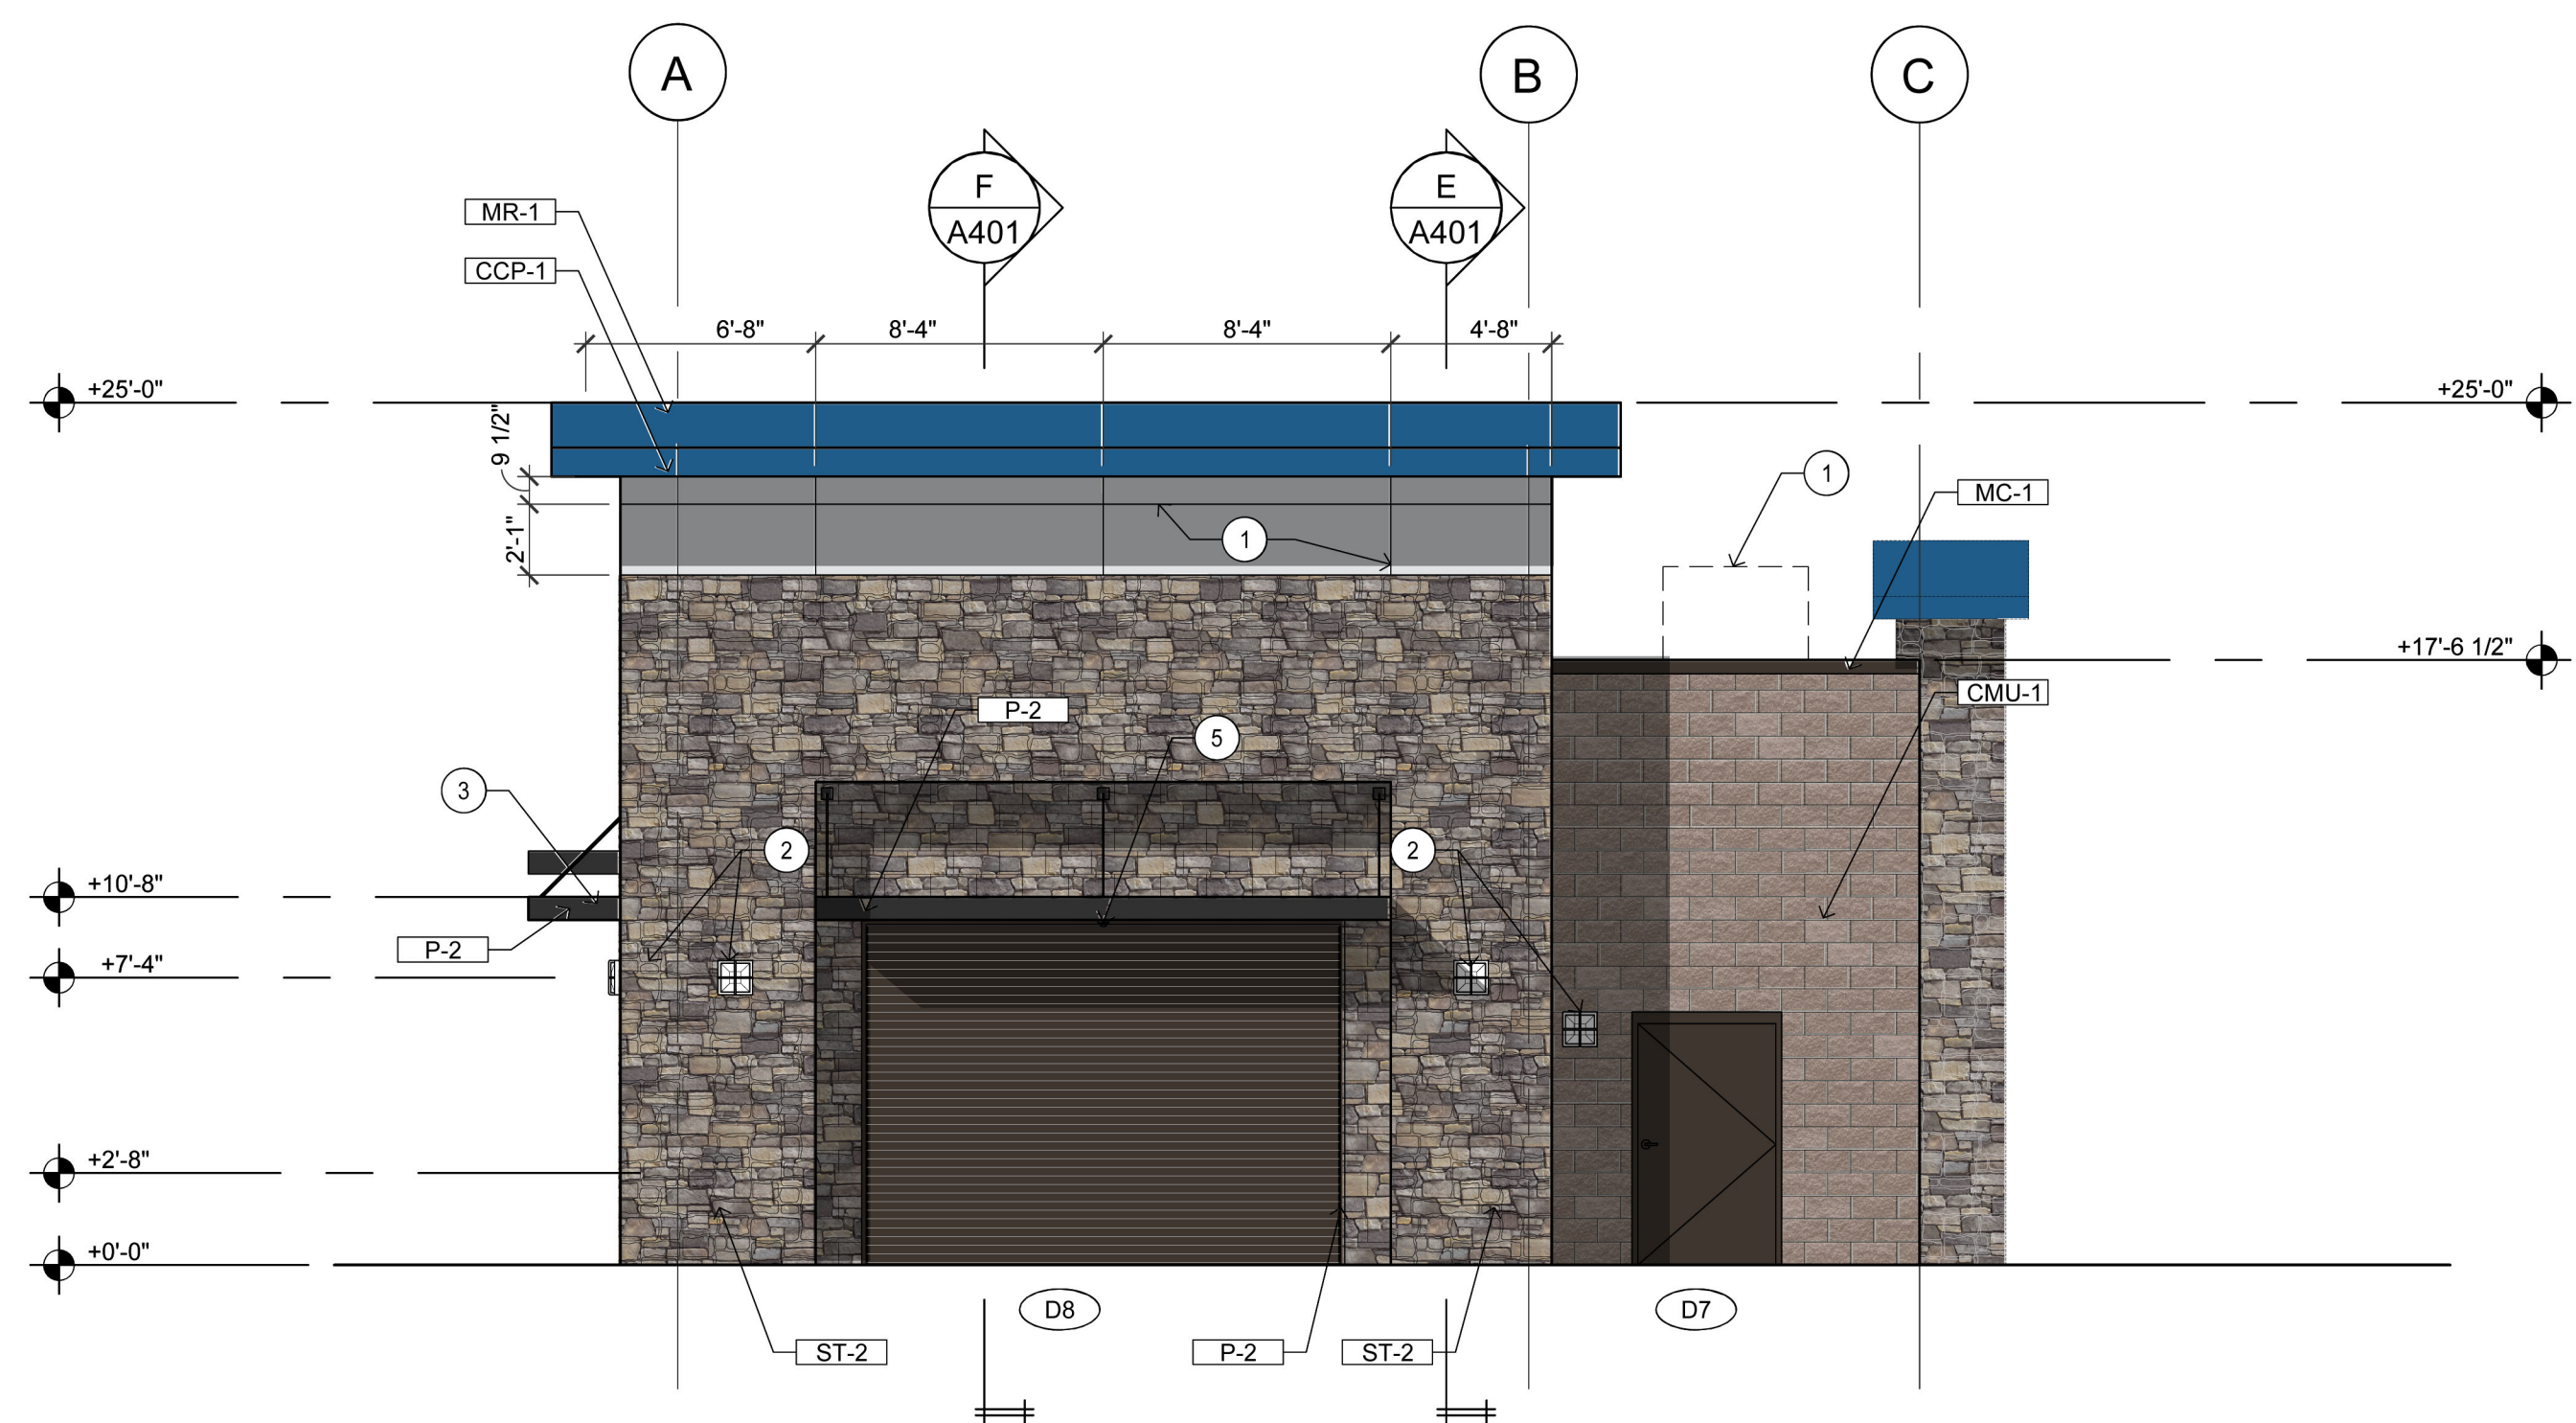 A
B
C
F
A401
E
A401
MR-1
CCP-1
6'-8"
8'-4"
8'-4"
4'-8"
+25'-0"
+25'-0"
9 1/2"
2'-1"
1
1
MC-1
+17'-6 1/2"
CMU-1
P-2
5
3
2
2
+10'-8"
P-2
+7'-4"
+2'-8"
+0'-0"
D8
D7
ST-2
P-2
ST-2